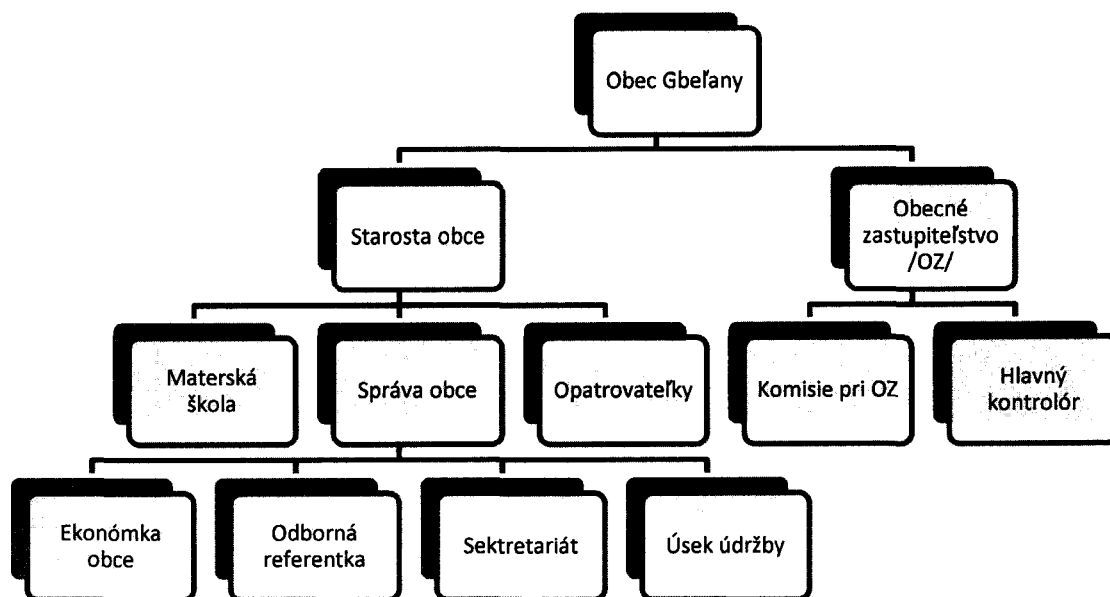 Obec Gbeľany
Starosta obce
Obecné
zastupiteľstvo
/OZ/
Materská
škola
Správa obce
Opatrovateľky
Komisie pri OZ
Hlavný
kontrolór
Ekonómka
obce
Odborná
referentka
Sektretariát
Úsek údržby